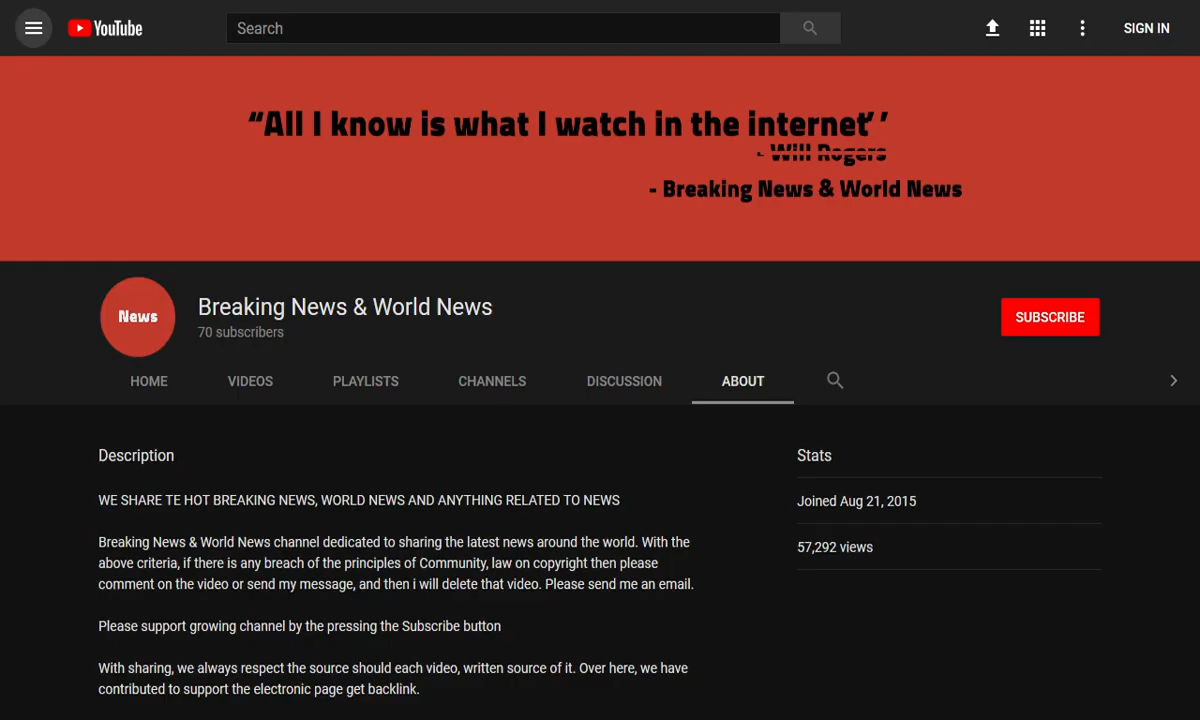 YouTube
Search
SIGN IN
“All I know is what I watch in the internet’’
- Will Rogers
- Breaking News & World News
News
Breaking News & World News
70 subscribers
SUBSCRIBE
HOME VIDEOS PLAYLISTS CHANNELS DISCUSSION ABOUT
Description
WE SHARE TE HOT BREAKING NEWS, WORLD NEWS AND ANYTHING RELATED TO NEWS
Breaking News & World News channel dedicated to sharing the latest news around the world. With the
above criteria, if there is any breach of the principles of Community, law on copyright then please
comment on the video or send my message, and then i will delete that video. Please send me an email.
Please support growing channel by the pressing the Subscribe button
With sharing, we always respect the source should each video, written source of it. Over here, we have
contributed to support the electronic page get backlink.
Stats
Joined Aug 21, 2015
57,292 views